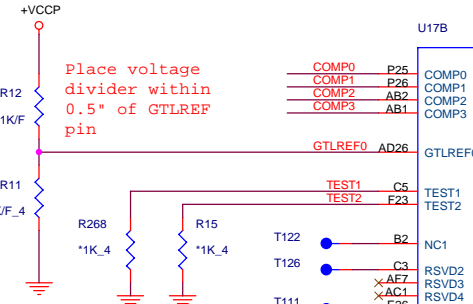 +VCCP
U17B
Place voltage
divider within
0.5" of GTLREF
pin
R12
1K/F
COMP0 P25 COMP0
COMP1 P26 COMP1
COMP2 AB2 COMP2
COMP3 AB1 COMP3
GTLREF0 AD26 GTLREF0
R11
/F_4
TEST1 C5 TEST1
TEST2 F23 TEST2
R268
*1K_4
R15
*1K_4
T122 B2 NC1
T126 C3 RSVD2
AF7 RSVD3
AC1 RSVD4
T111